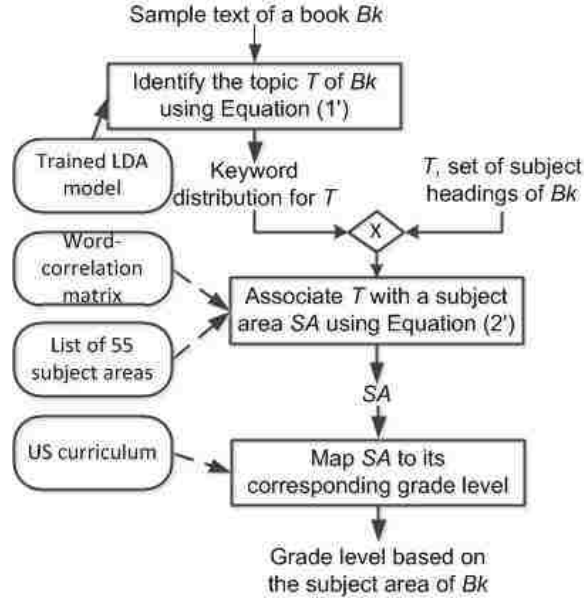 Sample text of a book Bk
Identify the topic T of Bk
using Equation (1')
Trained LDA
model
Keyword
distribution for T
T, set of subject
headings of Bk
X
Word-
correlation
matrix
Associate T with a subject
area SA using Equation (2')
List of 55
subject areas
SA
US curriculum
Map SA to its
corresponding grade level
Grade level based on
the subject area of Bk